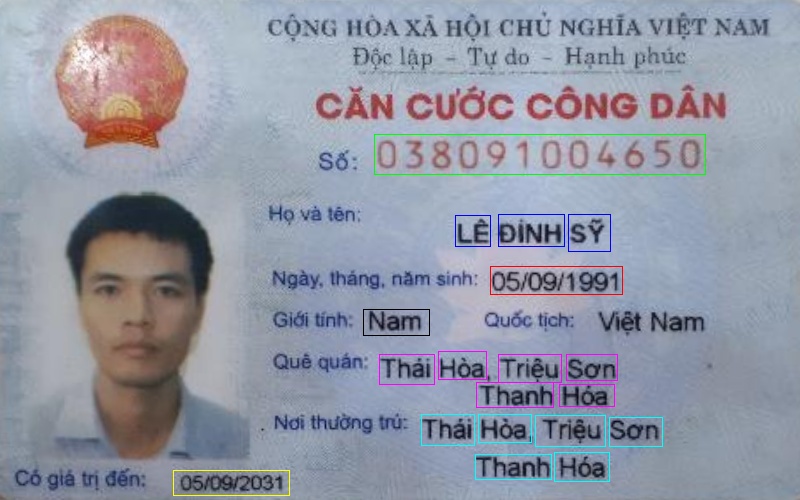 CỘNG HÒA XÃ HỘI CHỦ NGHĨA VIỆT NAM
Độc lập - Tự do - Hạnh phúc
CĂN CƯỚC CÔNG DÂN
Số: 038091004650
Họ và tên:
LÊ ĐÌNH SỸ
Ngày, tháng, năm sinh: 05/09/1991
Giới tính: Nam Quốc tịch: Việt Nam
Quê quán: Thái Hòa, Triệu Sơn
Thanh Hóa
Nơi thường trú: Thái Hòa, Triệu Sơn
Thanh Hóa
Có giá trị đến: 05/09/2031